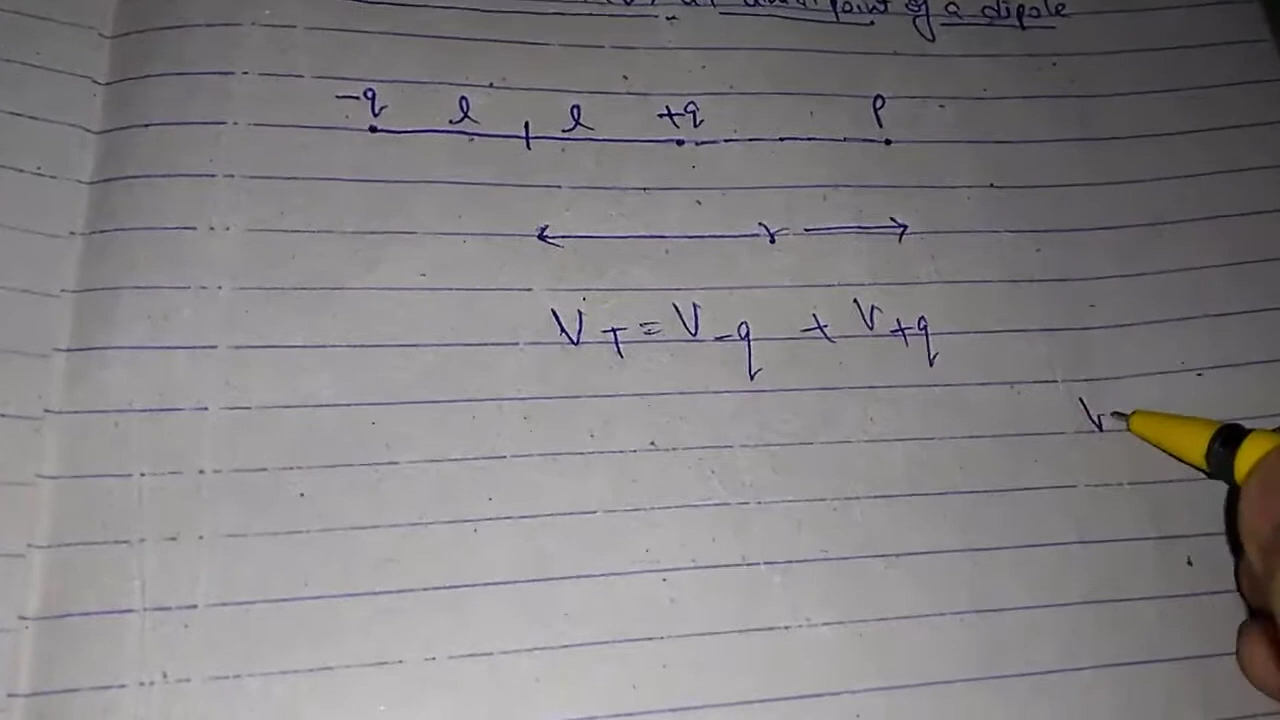 point of a dipole
-q l l +q P
r
V_T = V_-q + V_+q
V